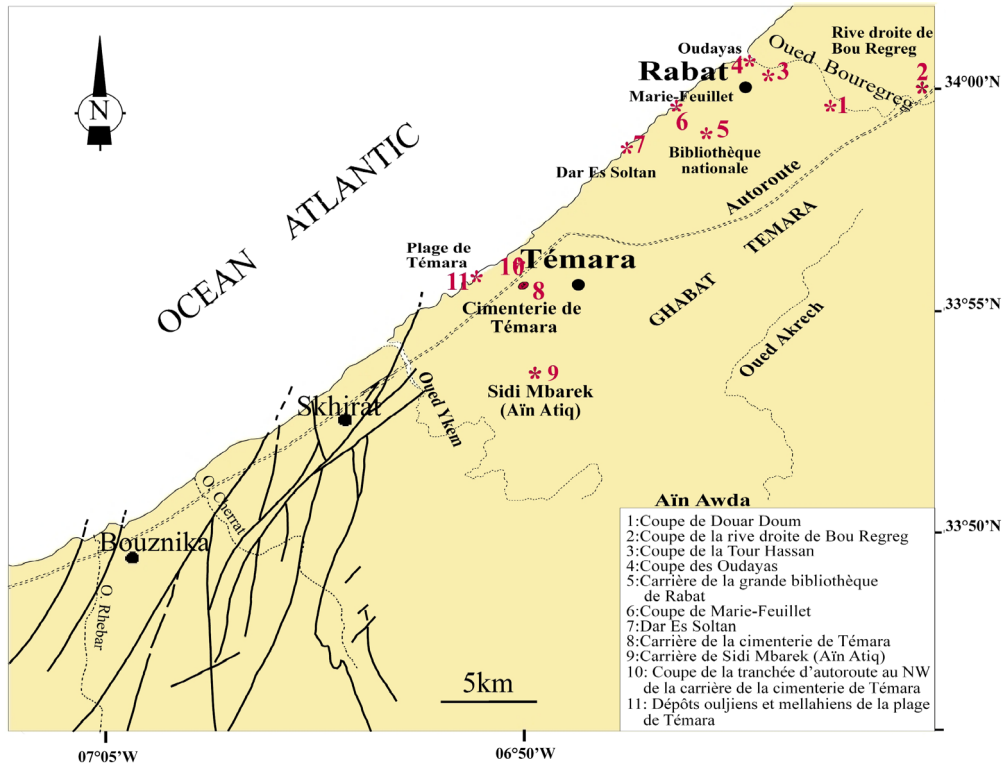 Rive droite de
Bou Regreg
Oudayas
Oued Bouregreg
4
3
2
Rabat
34°00'N
N
Marie-Feuillet
1
6
5
7
Bibliothèque
nationale
Dar Es Soltan
Autoroute
OCEAN ATLANTIC
GHABAT TEMARA
Plage de
Témara
10
Témara
11
8
Cimenterie de
Témara
33°55'N
Oued Akrech
9
Sidi Mbarek
(Aïn Atiq)
Oued Ykem
Skhirat
O. Cherrat
Aïn Awda
33°50'N
Bouznika
O. Rhebar
1:Coupe de Douar Doum
2:Coupe de la rive droite de Bou Regreg
3:Coupe de la Tour Hassan
4:Coupe des Oudayas
5:Carrière de la grande bibliothèque
de Rabat
6:Coupe de Marie-Feuillet
7:Dar Es Soltan
8:Carrière de la cimenterie de Témara
9:Carrière de Sidi Mbarek (Aïn Atiq)
10: Coupe de la tranchée d'autoroute au NW
de la carrière de la cimenterie de Témara
11: Dépôts ouljiens et mellahiens de la plage
de Témara
5km
07°05'W
06°50'W